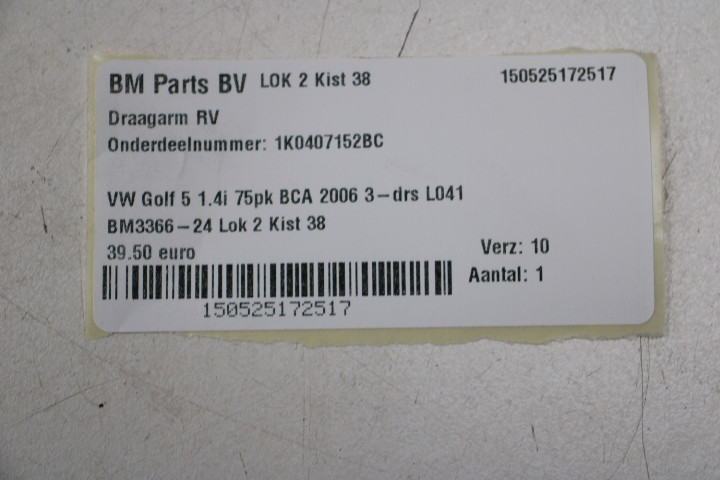 BM Parts BV LOK 2 Kist 38 150525172517
Draagarm RV
Onderdeelnummer: 1K0407152BC
VW Golf 5 1.4i 75pk BCA 2006 3-drs L041
BM3366-24 Lok 2 Kist 38
39.50 euro Verz: 10
Aantal: 1
150525172517